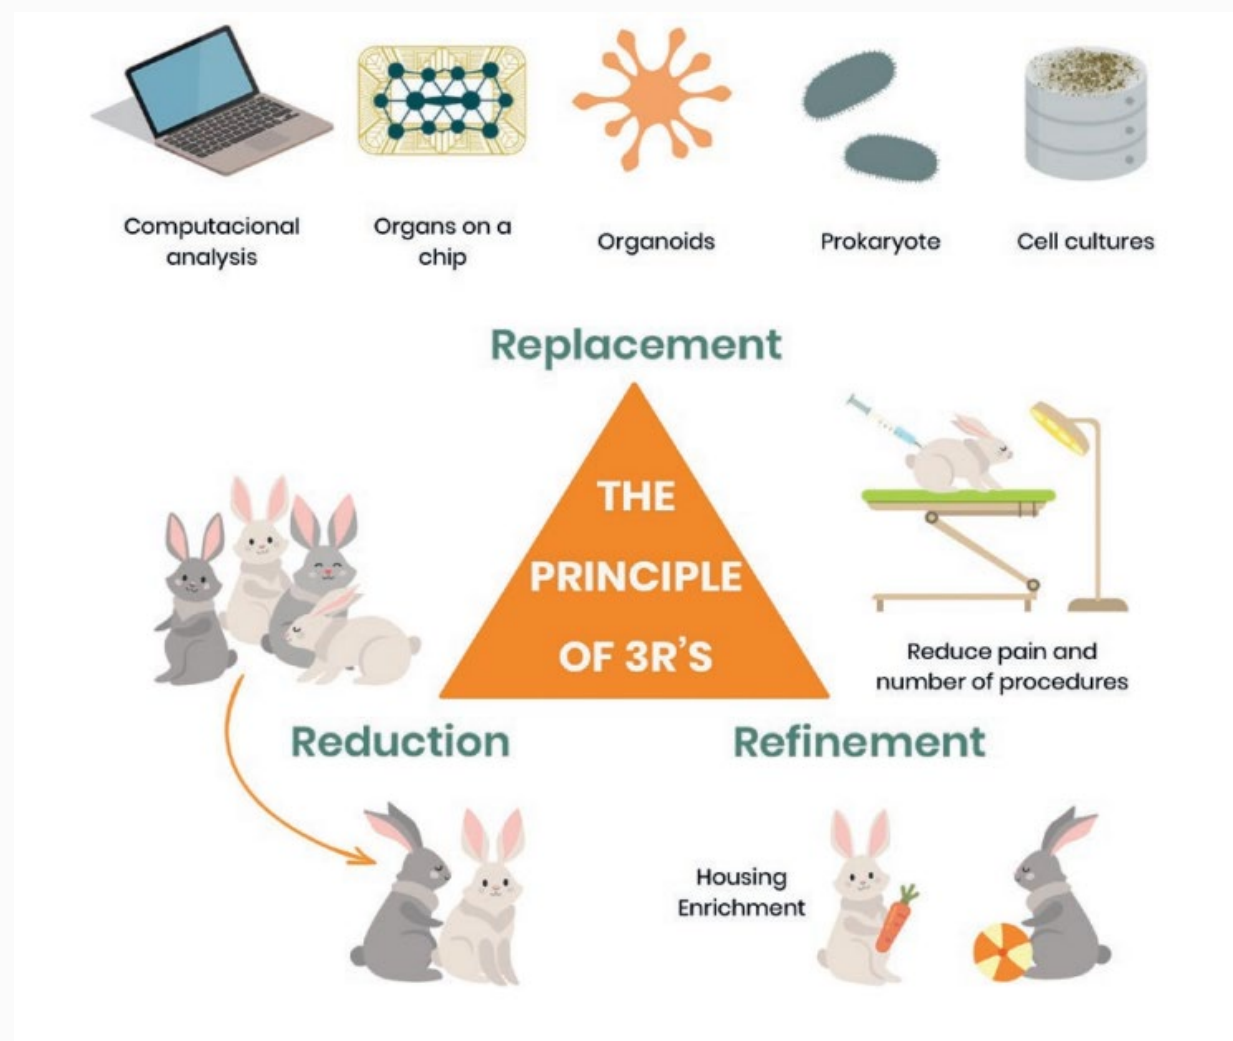 Computacional
analysis
Organs on a
chip
Organoids
Prokaryote
Cell cultures
Replacement
THE
PRINCIPLE
OF 3R'S
Reduce pain and
number of procedures
Reduction
Refinement
Housing
Enrichment